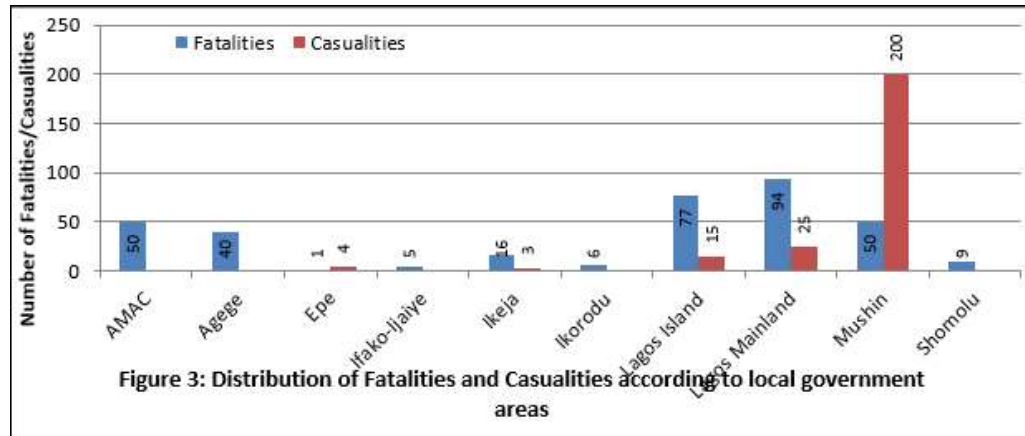 Number of Fatalities/Casualities
250
200
150
100
50
0
Fatalities Casualities
50
40
1 4
5
16 3
6
77 15
94 25
50 200
9
AMAC
Agege
Epe
Ifako-Ijaiye
Ikeja
Ikorodu
Lagos Island
Lagos Mainland
Mushin
Shomolu
Figure 3: Distribution of Fatalities and Casualities according to local government
areas